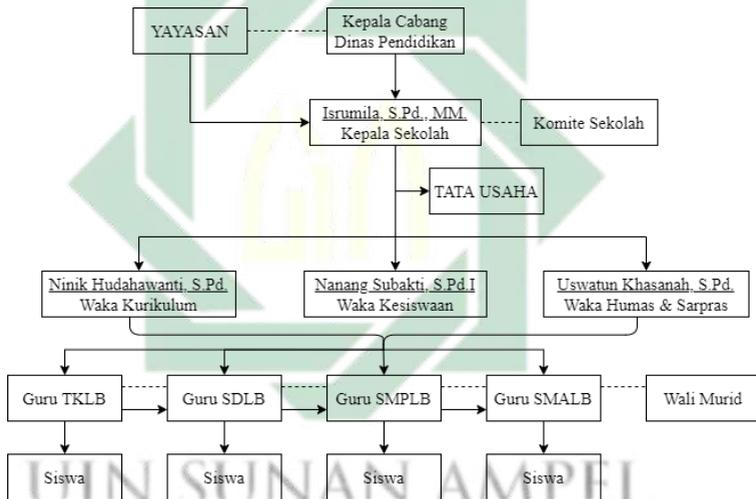 YAYASAN
Kepala Cabang
Dinas Pendidikan
Isrumila, S.Pd., MM.
Kepala Sekolah
Komite Sekolah
TATA USAHA
Ninik Hudahawanti, S.Pd.
Waka Kurikulum
Nanang Subakti, S.Pd.I
Waka Kesiswaan
Uswatun Khasanah, S.Pd.
Waka Humas & Sarpras
Guru TKLB
Guru SDLB
Guru SMPLB
Guru SMALB
Wali Murid
Siswa
Siswa
Siswa
Siswa
UIN SUNAN AMPEL